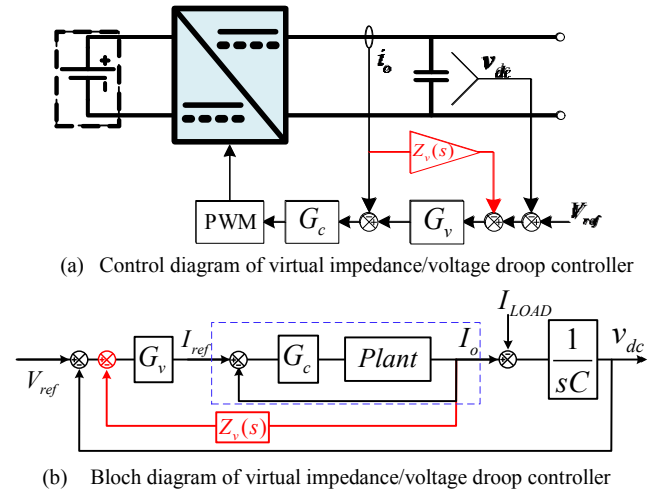 i_o
v_dc
Z_v(s)
PWM
G_c
G_v
V_ref
(a) Control diagram of virtual impedance/voltage droop controller
I_LOAD
V_ref
G_v
I_ref
G_c
Plant
I_o
1
sC
v_dc
Z_v(s)
(b) Bloch diagram of virtual impedance/voltage droop controller